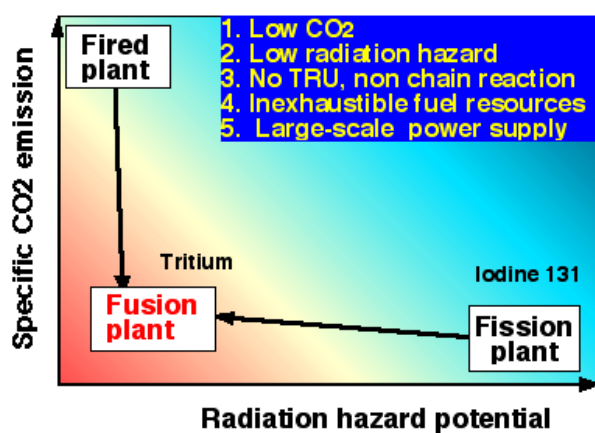 1. Low CO2
2. Low radiation hazard
3. No TRU, non chain reaction
4. Inexhaustible fuel resources
5. Large-scale power supply
Fired
plant
Specific CO2 emission
Tritium
Iodine 131
Fusion
plant
Fission
plant
Radiation hazard potential